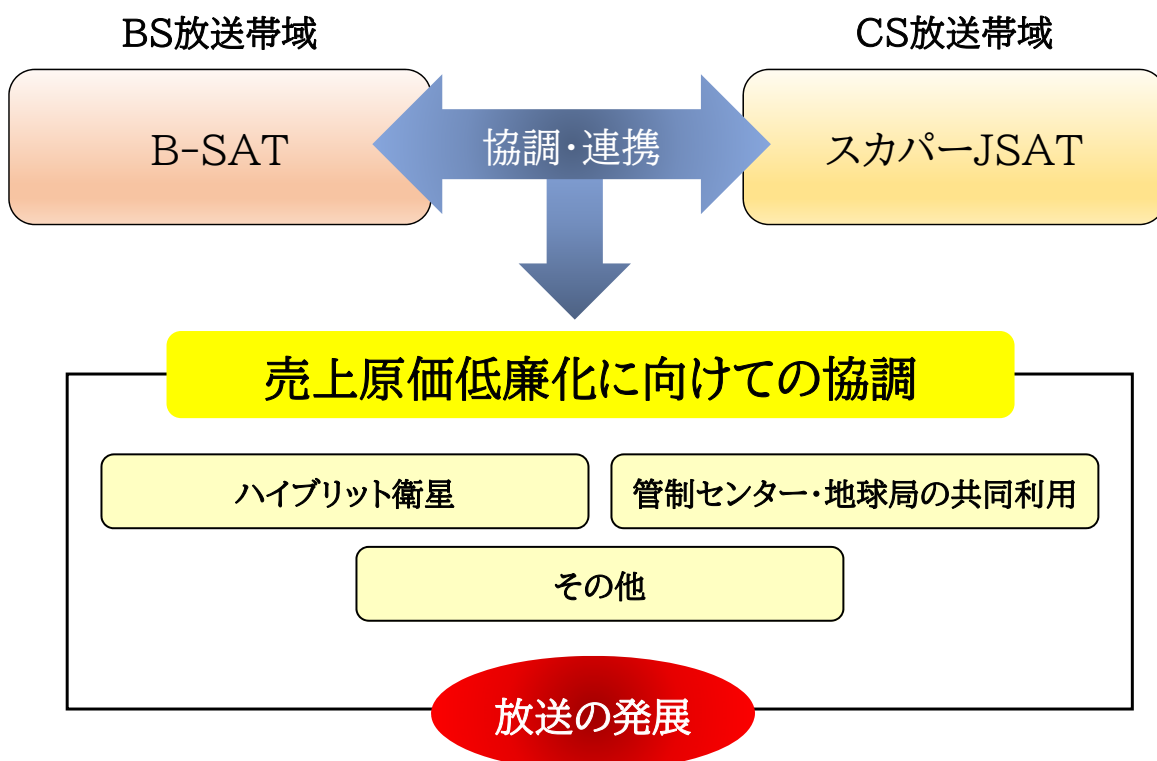 BS放送帯域
CS放送帯域
B-SAT
協調・連携
スカパーJSAT
売上原価低廉化に向けての協調
ハイブリット衛星
管制センター・地球局の共同利用
その他
放送の発展